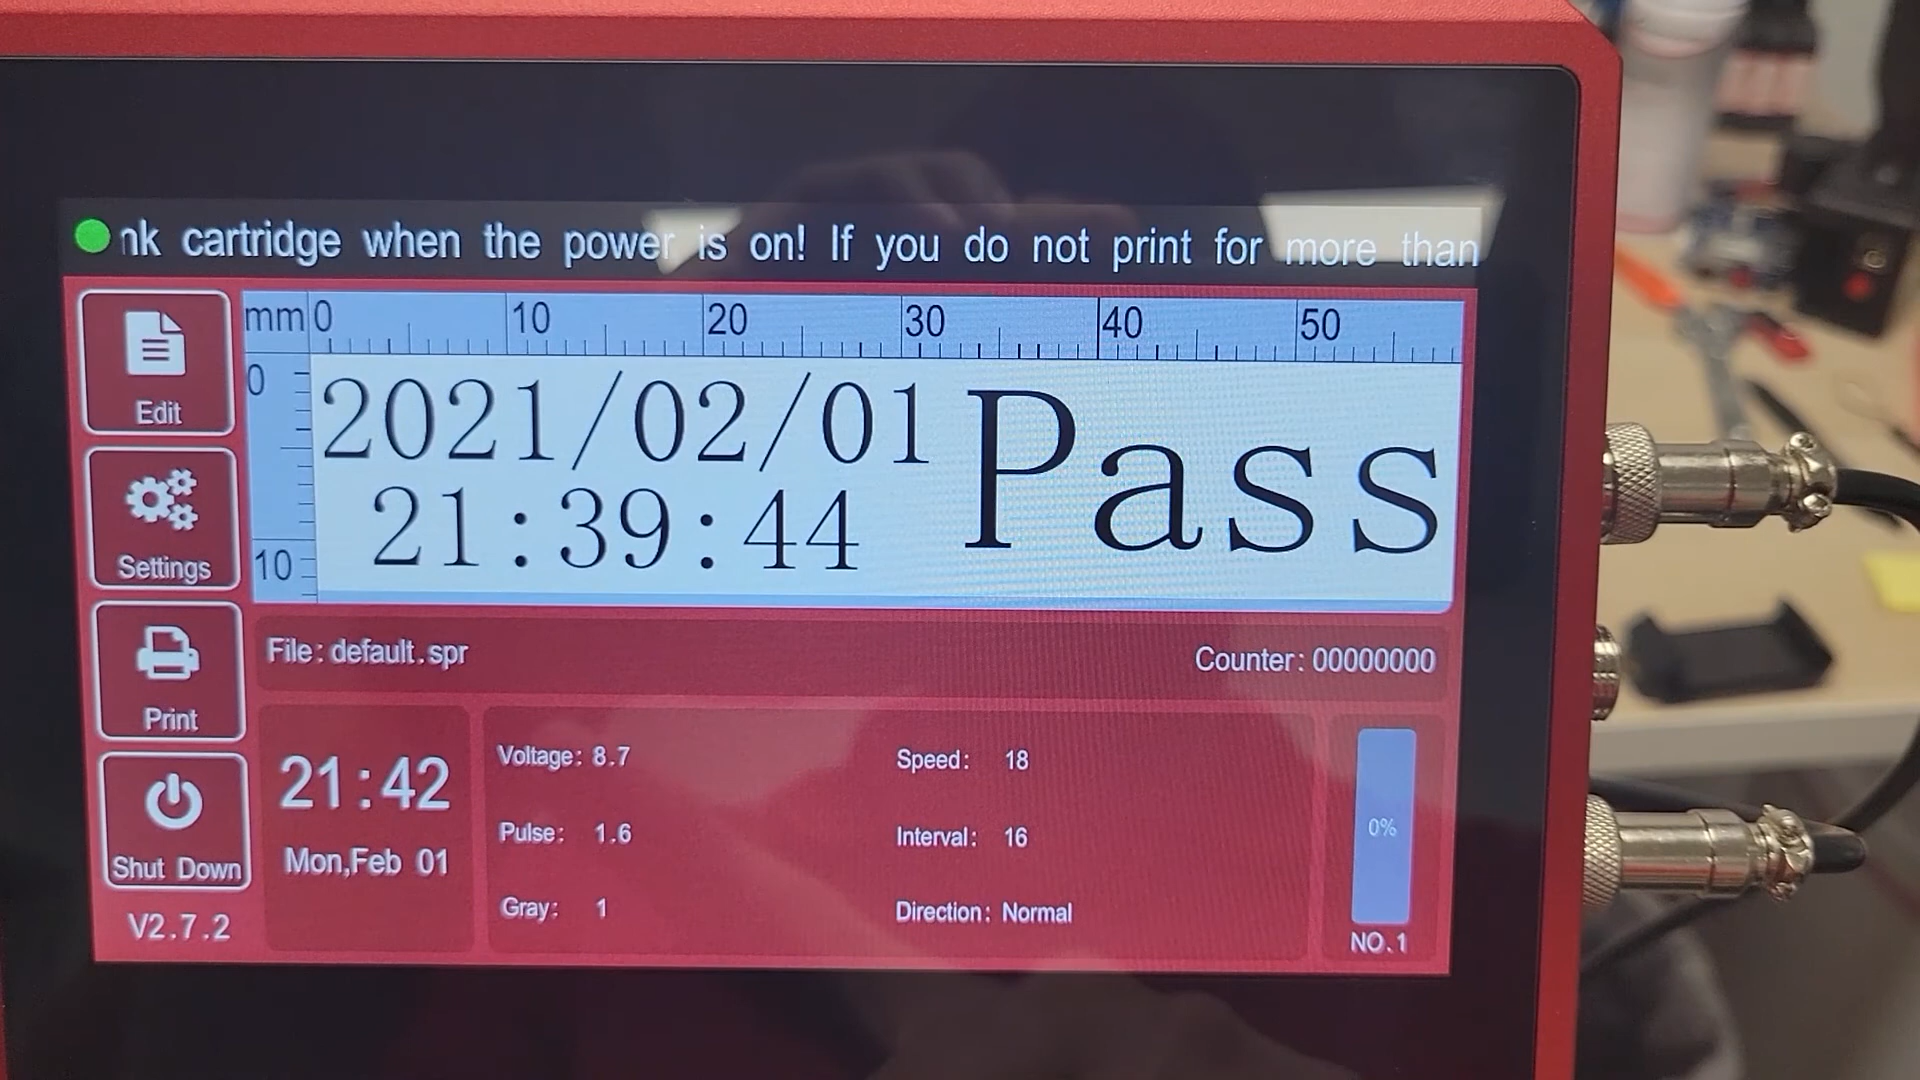 nk cartridge when the power is on! If you do not print for more than
mm 0 10 20 30 40 50
0
10
2021/02/01
21:39:44
Pass
Edit
Settings
Print
Shut Down
V2.7.2
File: default.spr
Counter: 00000000
21:42
Mon,Feb 01
Voltage: 8.7
Pulse: 1.6
Gray: 1
Speed: 18
Interval: 16
Direction: Normal
0%
NO.1